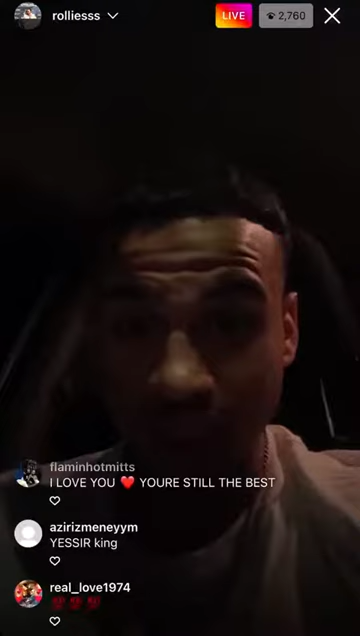 rolliesss
LIVE
2,760
flaminhotmitts
I LOVE YOU ❤️ YOURE STILL THE BEST
azirizmeneyym
YESSIR king
real_love1974
💯💯💯